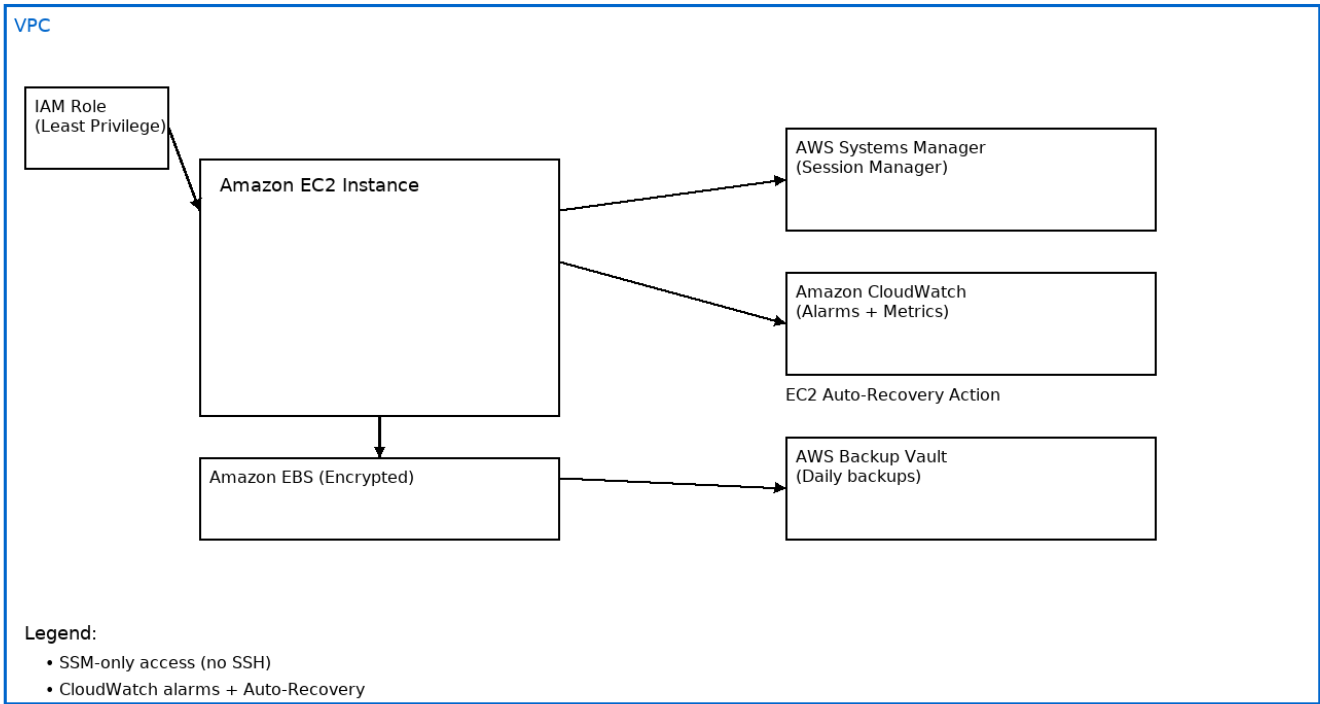 VPC
IAM Role
(Least Privilege)
Amazon EC2 Instance
AWS Systems Manager
(Session Manager)
Amazon CloudWatch
(Alarms + Metrics)
EC2 Auto-Recovery Action
Amazon EBS (Encrypted)
AWS Backup Vault
(Daily backups)
Legend:
• SSM-only access (no SSH)
• CloudWatch alarms + Auto-Recovery